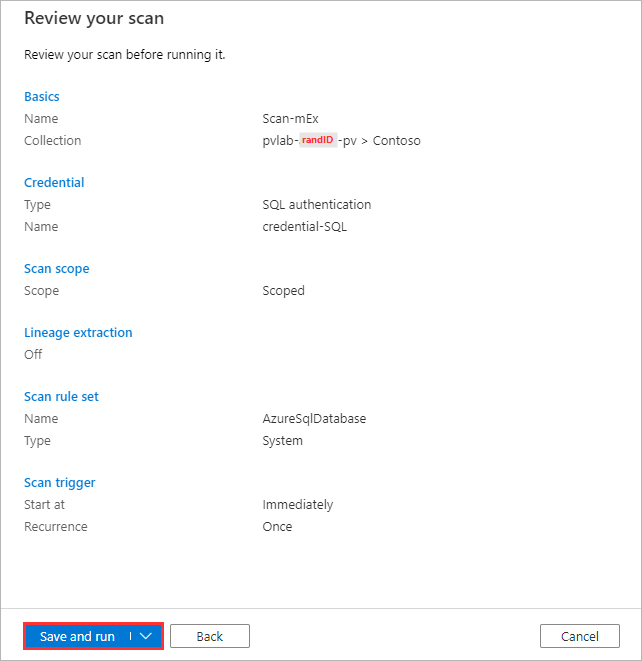 Review your scan
Review your scan before running it.
Basics
Name Scan-mEx
Collection pvlab-randID-pv > Contoso
Credential
Type SQL authentication
Name credential-SQL
Scan scope
Scope Scoped
Lineage extraction
Off
Scan rule set
Name AzureSqlDatabase
Type System
Scan trigger
Start at Immediately
Recurrence Once
Save and run Back Cancel